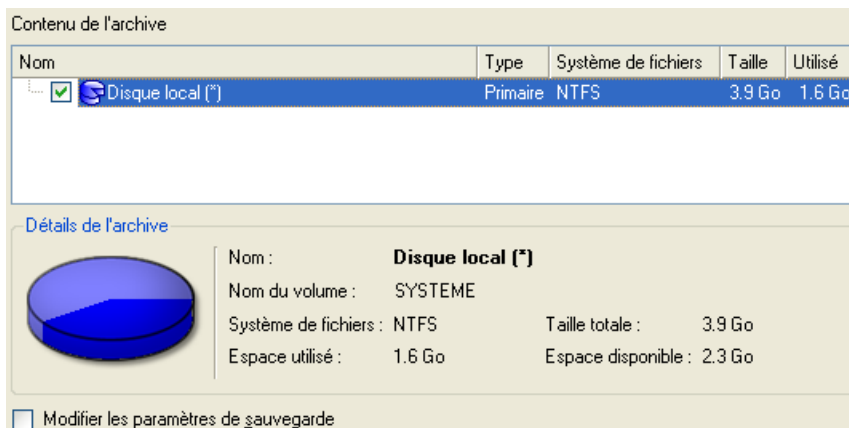 Contenu de l'archive
Nom Type Système de fichiers Taille Utilisé
Disque local (*) Primaire NTFS 3.9 Go 1.6 Go
Détails de l'archive
Nom : Disque local (*)
Nom du volume : SYSTEME
Système de fichiers : NTFS Taille totale : 3.9 Go
Espace utilisé : 1.6 Go Espace disponible : 2.3 Go
Modifier les paramètres de sauvegarde